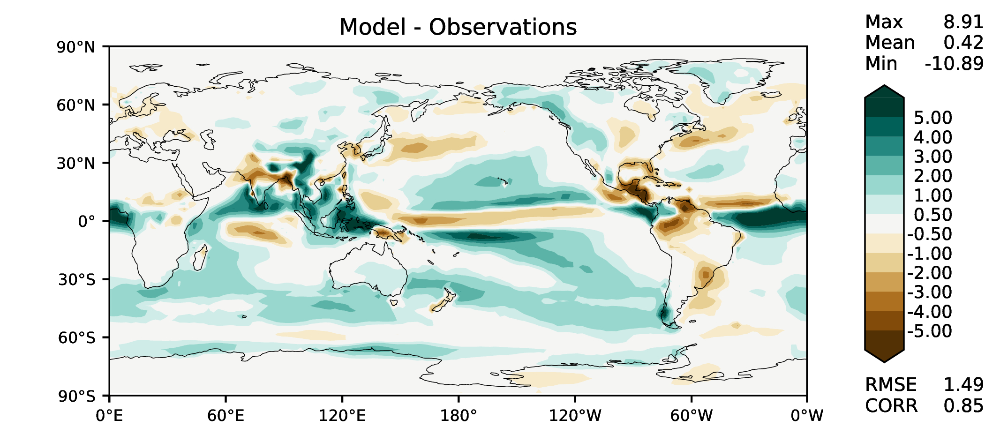 Model - Observations
Max 8.91
Mean 0.42
Min -10.89
90°N
60°N
30°N
0°
30°S
60°S
90°S
0°E 60°E 120°E 180° 120°W 60°W 0°W
5.00
4.00
3.00
2.00
1.00
0.50
-0.50
-1.00
-2.00
-3.00
-4.00
-5.00
RMSE 1.49
CORR 0.85